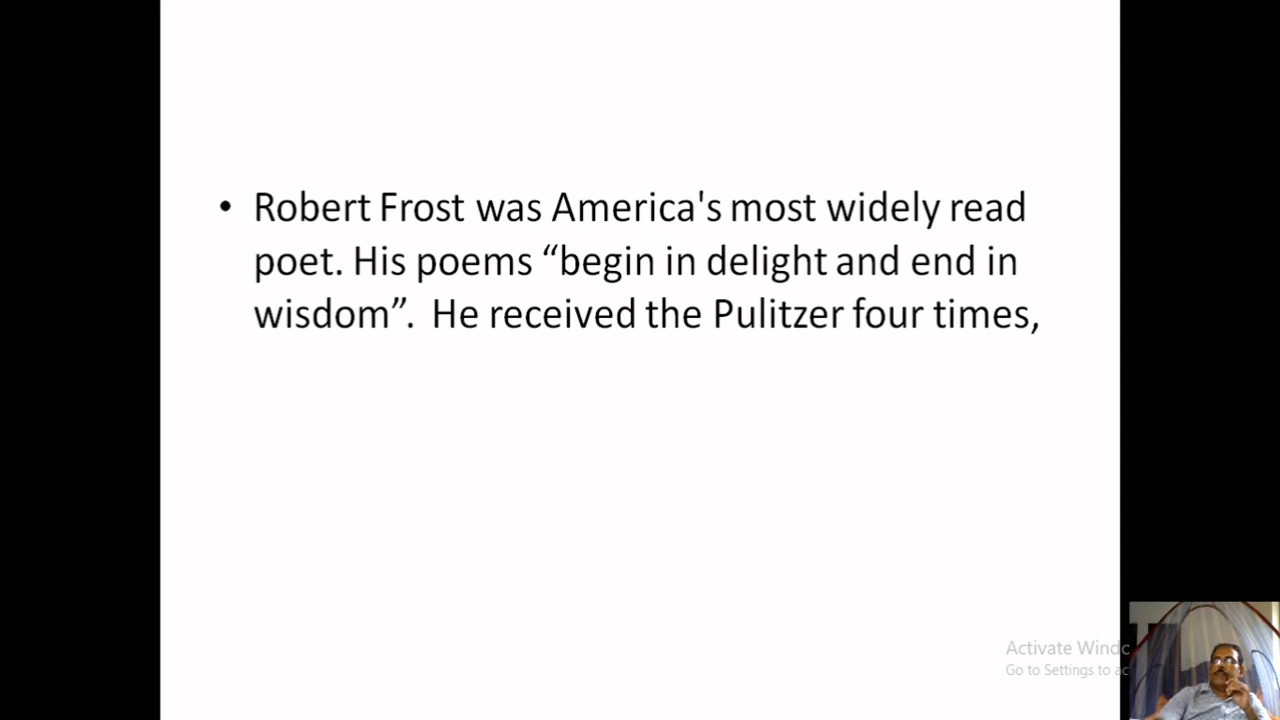 • Robert Frost was America's most widely read
poet. His poems “begin in delight and end in
wisdom”.  He received the Pulitzer four times,
Activate Windc
Go to Settings to ac